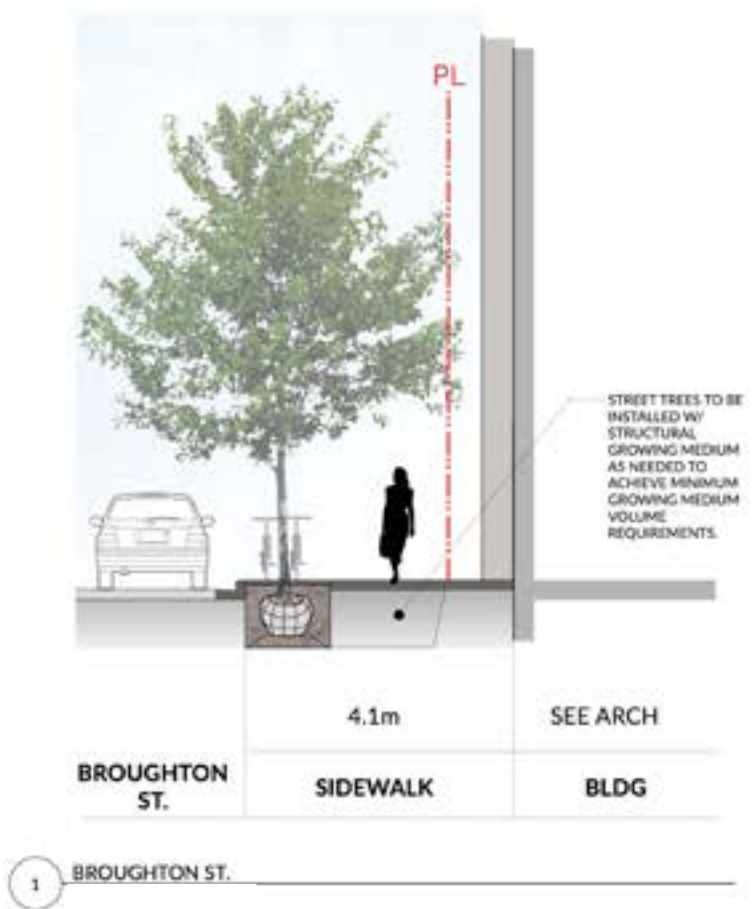 PL
STREET TREES TO BE
INSTALLED W/
STRUCTURAL
GROWING MEDIUM
AS NEEDED TO
ACHIEVE MINIMUM
GROWING MEDIUM
VOLUME
REQUIREMENTS.
4.1m
SEE ARCH
BROUGHTON
ST.
SIDEWALK
BLDG
1
BROUGHTON ST.